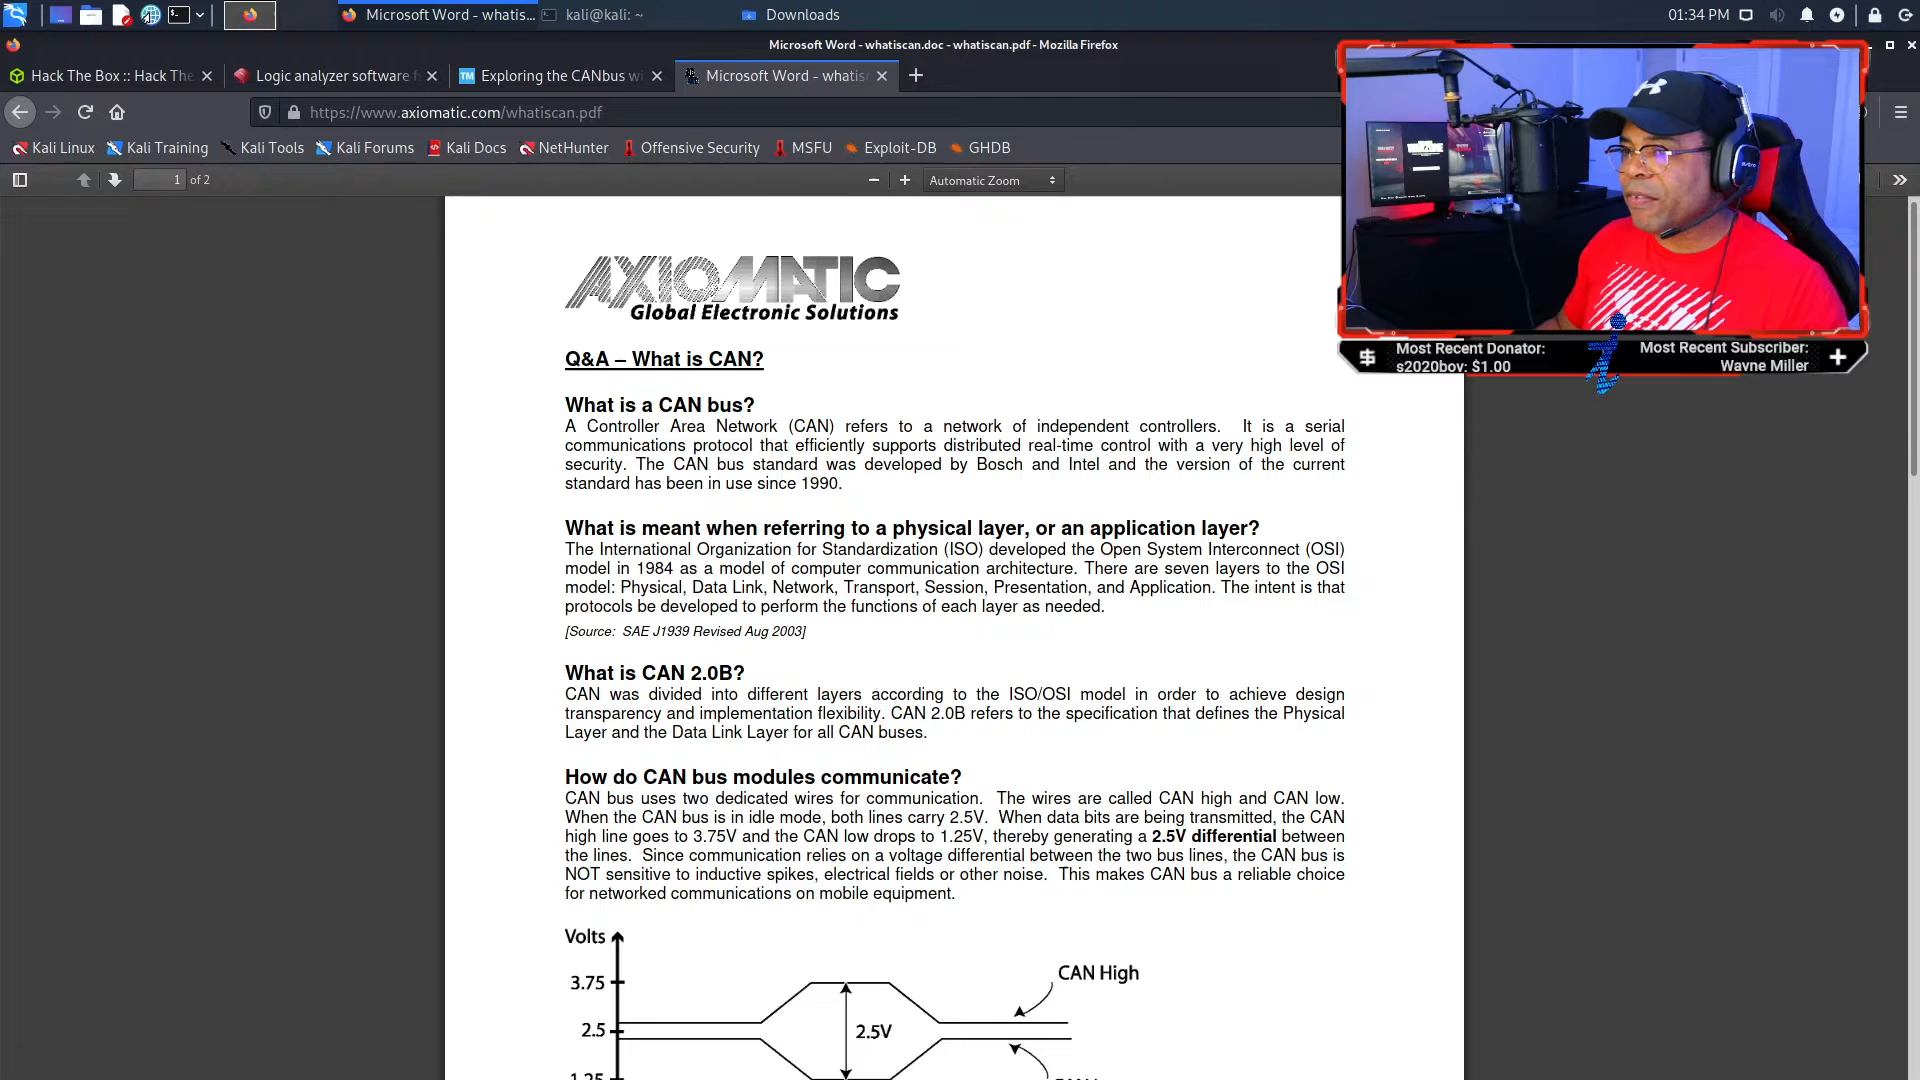 Microsoft Word - whatis...
kali@kali: ~
Downloads
01:34 PM
Microsoft Word - whatiscan.doc - whatiscan.pdf - Mozilla Firefox
Hack The Box :: Hack The
Logic analyzer software f
Exploring the CANbus wi
Microsoft Word - whatis
https://www.axiomatic.com/whatiscan.pdf
Kali Linux
Kali Training
Kali Tools
Kali Forums
Kali Docs
NetHunter
Offensive Security
MSFU
Exploit-DB
GHDB
1 of 2
Automatic Zoom
Most Recent Donator:
s2020boy: $1.00
Most Recent Subscriber:
Wayne Miller
AXIOMATIC
Global Electronic Solutions
Q&A – What is CAN?
What is a CAN bus?
A Controller Area Network (CAN) refers to a network of independent controllers. It is a serial
communications protocol that efficiently supports distributed real-time control with a very high level of
security. The CAN bus standard was developed by Bosch and Intel and the version of the current
standard has been in use since 1990.
What is meant when referring to a physical layer, or an application layer?
The International Organization for Standardization (ISO) developed the Open System Interconnect (OSI)
model in 1984 as a model of computer communication architecture. There are seven layers to the OSI
model: Physical, Data Link, Network, Transport, Session, Presentation, and Application. The intent is that
protocols be developed to perform the functions of each layer as needed.
[Source: SAE J1939 Revised Aug 2003]
What is CAN 2.0B?
CAN was divided into different layers according to the ISO/OSI model in order to achieve design
transparency and implementation flexibility. CAN 2.0B refers to the specification that defines the Physical
Layer and the Data Link Layer for all CAN buses.
How do CAN bus modules communicate?
CAN bus uses two dedicated wires for communication. The wires are called CAN high and CAN low.
When the CAN bus is in idle mode, both lines carry 2.5V. When data bits are being transmitted, the CAN
high line goes to 3.75V and the CAN low drops to 1.25V, thereby generating a 2.5V differential between
the lines. Since communication relies on a voltage differential between the two bus lines, the CAN bus is
NOT sensitive to inductive spikes, electrical fields or other noise. This makes CAN bus a reliable choice
for networked communications on mobile equipment.
Volts
3.75
CAN High
2.5
2.5V
1.25